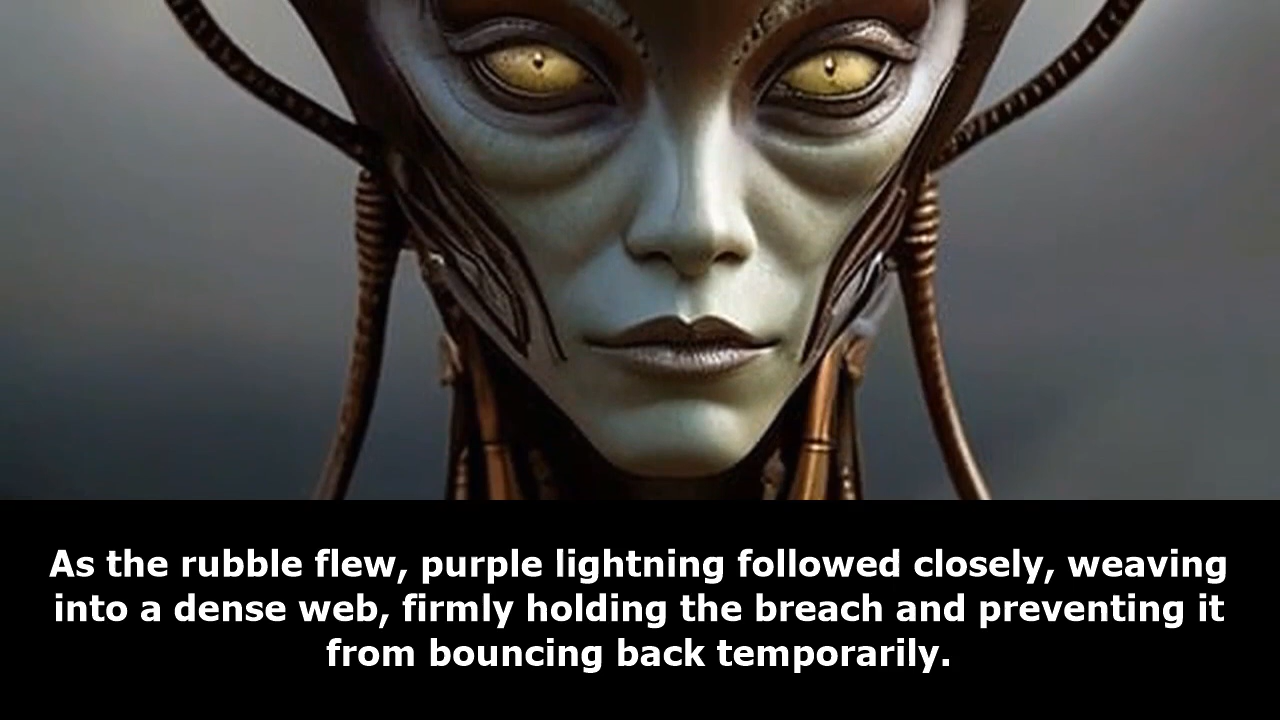 As the rubble flew, purple lightning followed closely, weaving
into a dense web, firmly holding the breach and preventing it
from bouncing back temporarily.